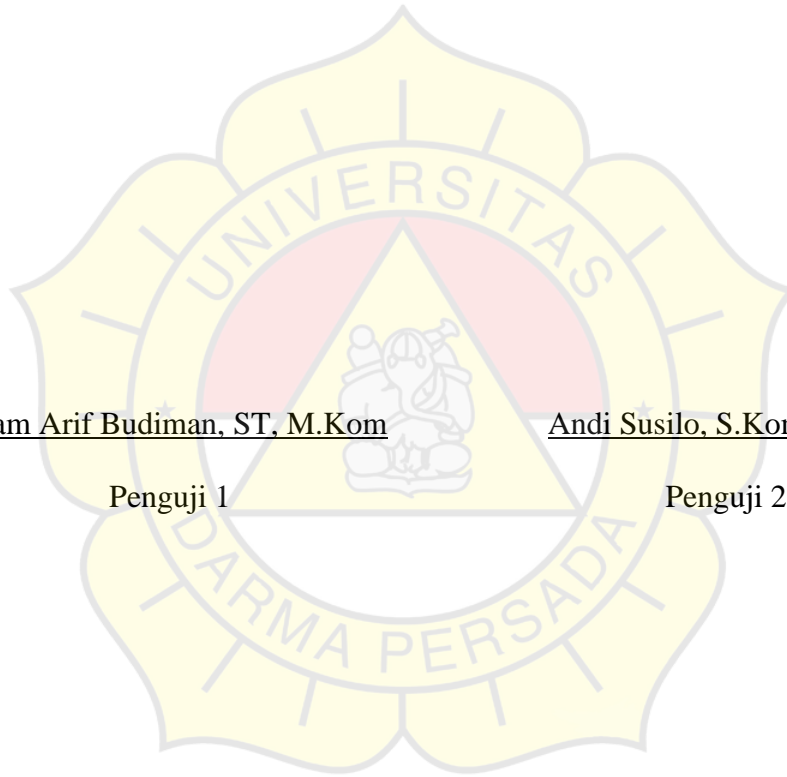 UNIVERSITAS
Arif Budiman, ST, M.Kom Andi Susilo,
Penguji 1 Penguji 2
DARMA PERSADA